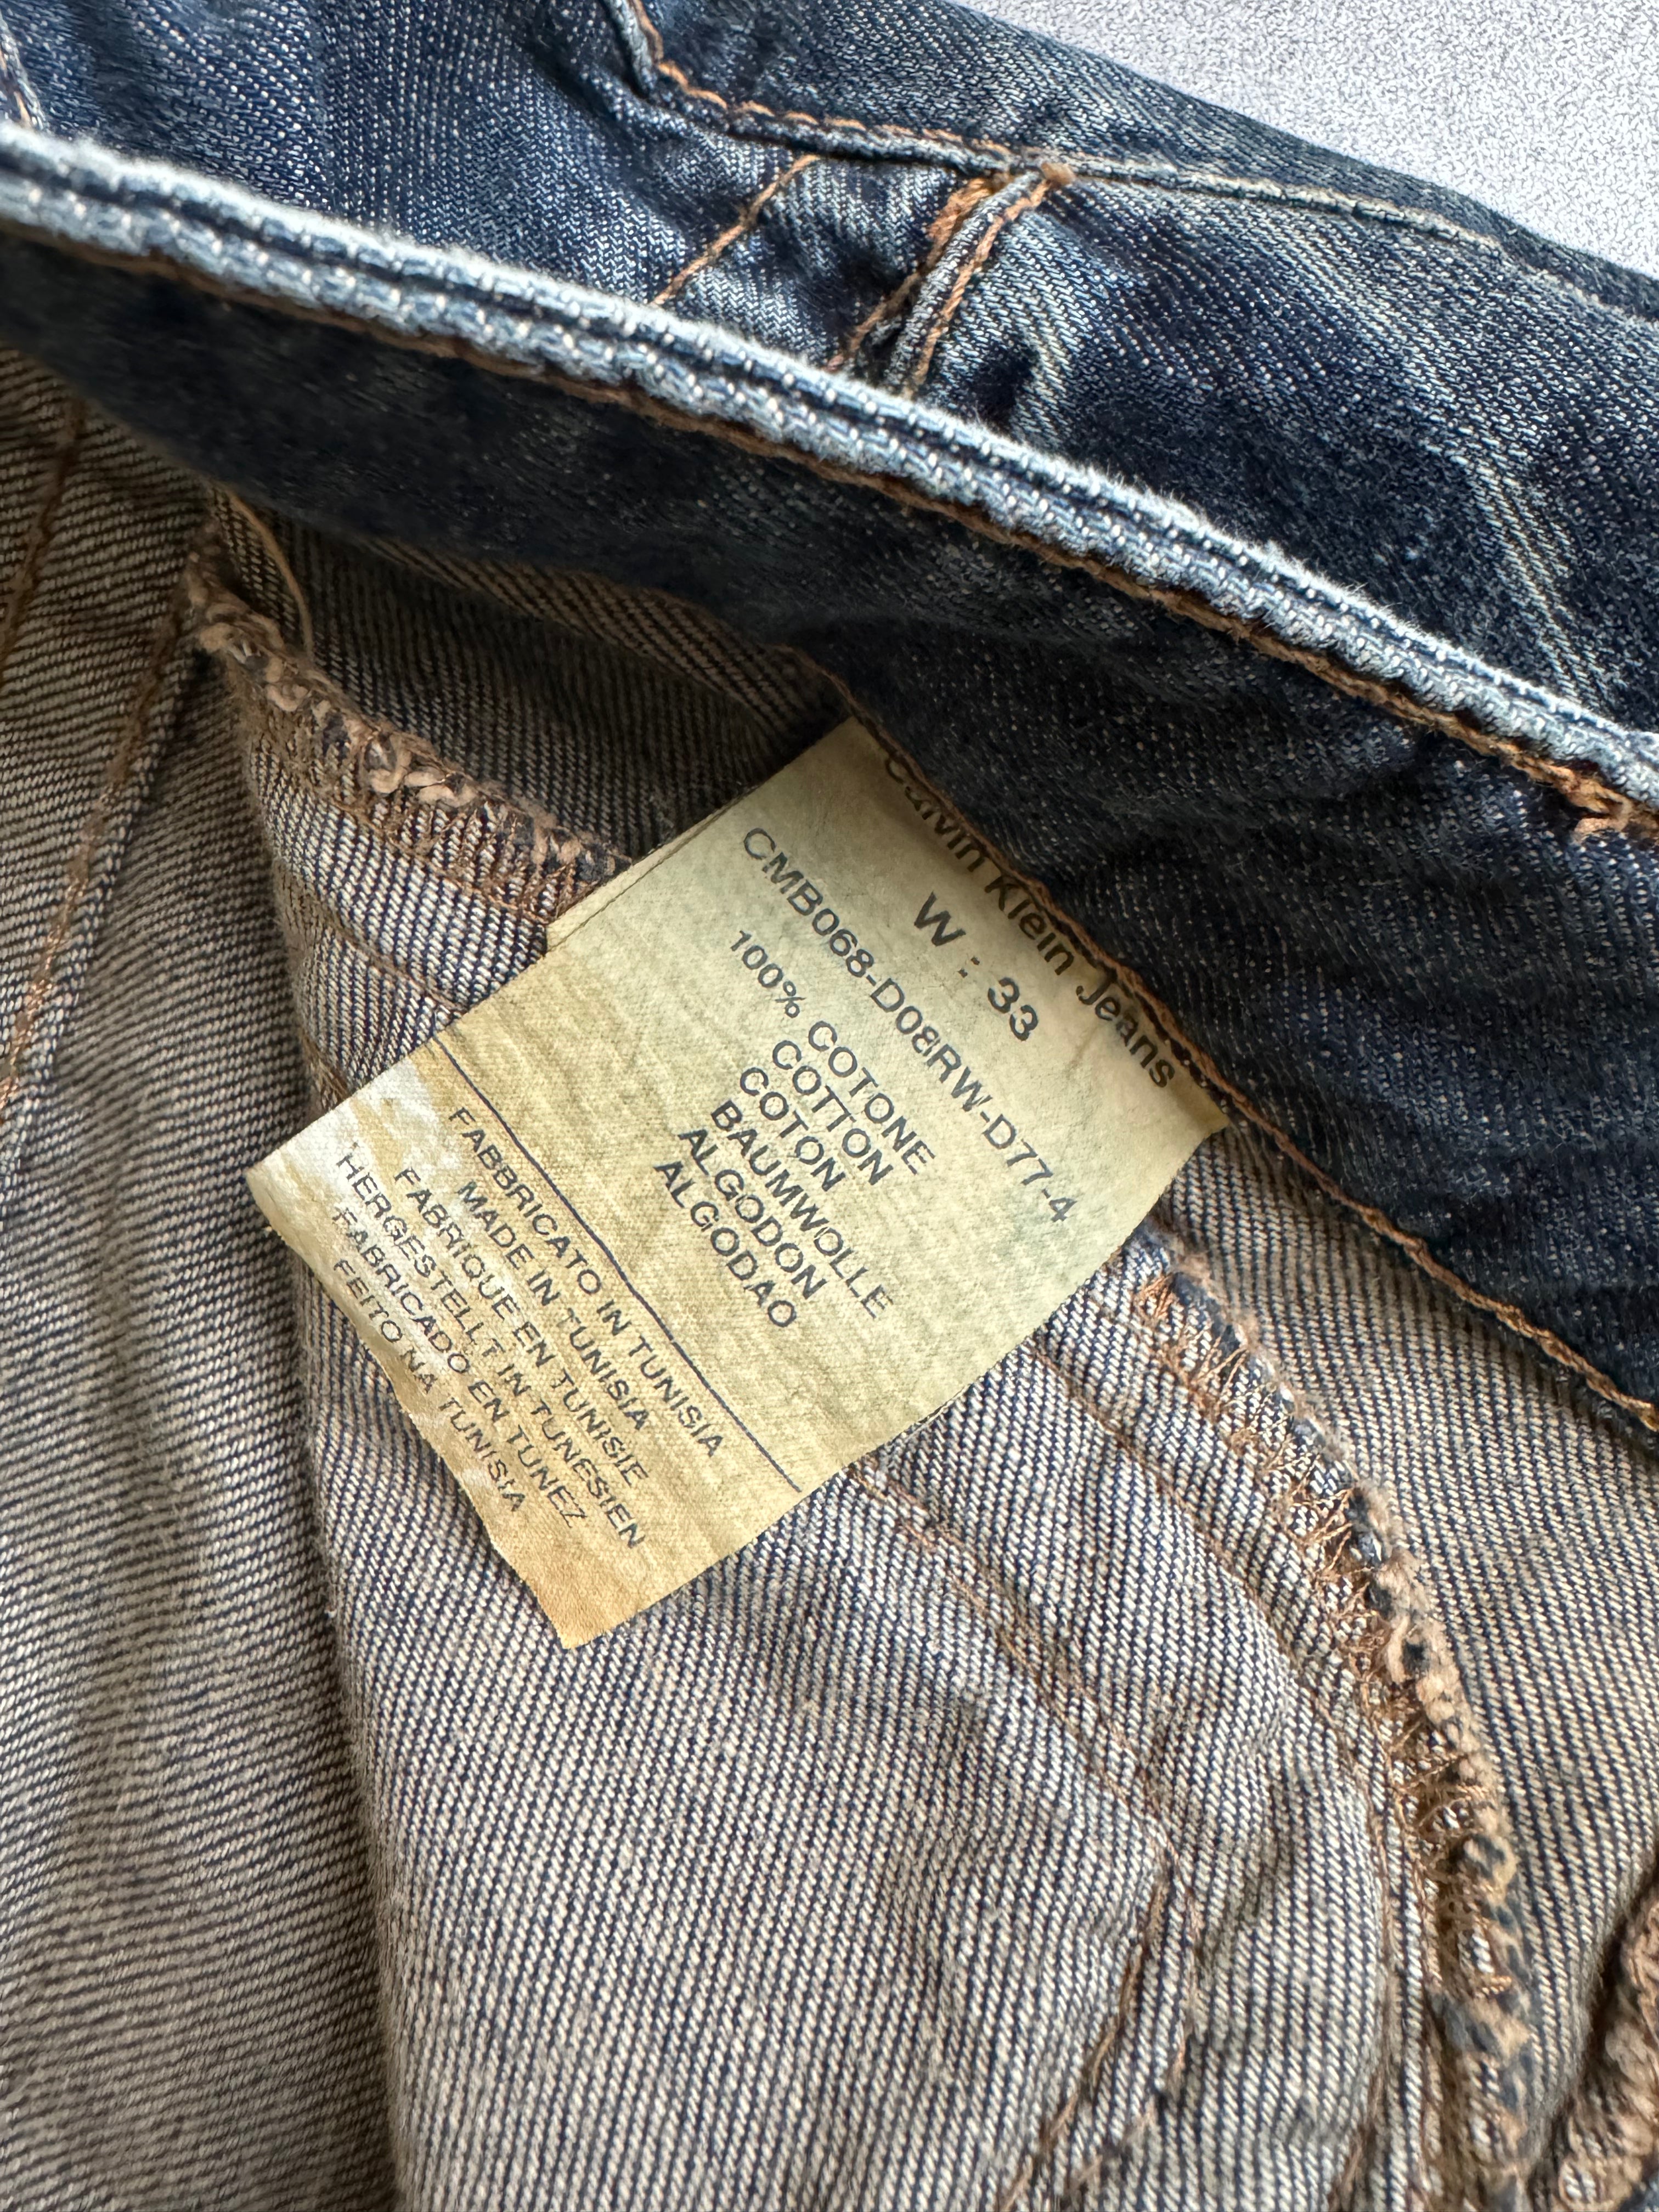 Calvin Klein Jeans
W : 33
CMB068-D08RW-D77-4
100% COTONE
COTTON
COTON
BAUMWOLLE
ALGODON
ALGODAO
FABBRICATO IN TUNISIA
MADE IN TUNISIA
FABRIQUE EN TUNISIE
HERGESTELLT IN TUNESIEN
FABRICADO EN TUNEZ
FEITO NA TUNISIA